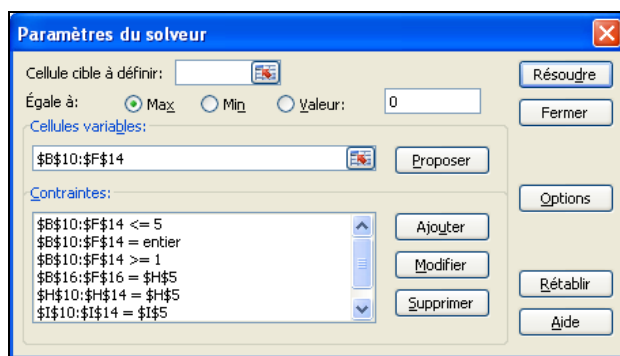 Paramètres du solveur
Cellule cible à définir:
Résoudre
Égale à: Max Min Valeur: 0
Fermer
Cellules variables:
$B$10:$F$14
Proposer
Contraintes:
Options
$B$10:$F$14 <= 5
$B$10:$F$14 = entier
$B$10:$F$14 >= 1
$B$16:$F$16 = $H$5
$H$10:$H$14 = $H$5
$I$10:$I$14 = $I$5
Ajouter
Modifier
Supprimer
Rétablir
Aide